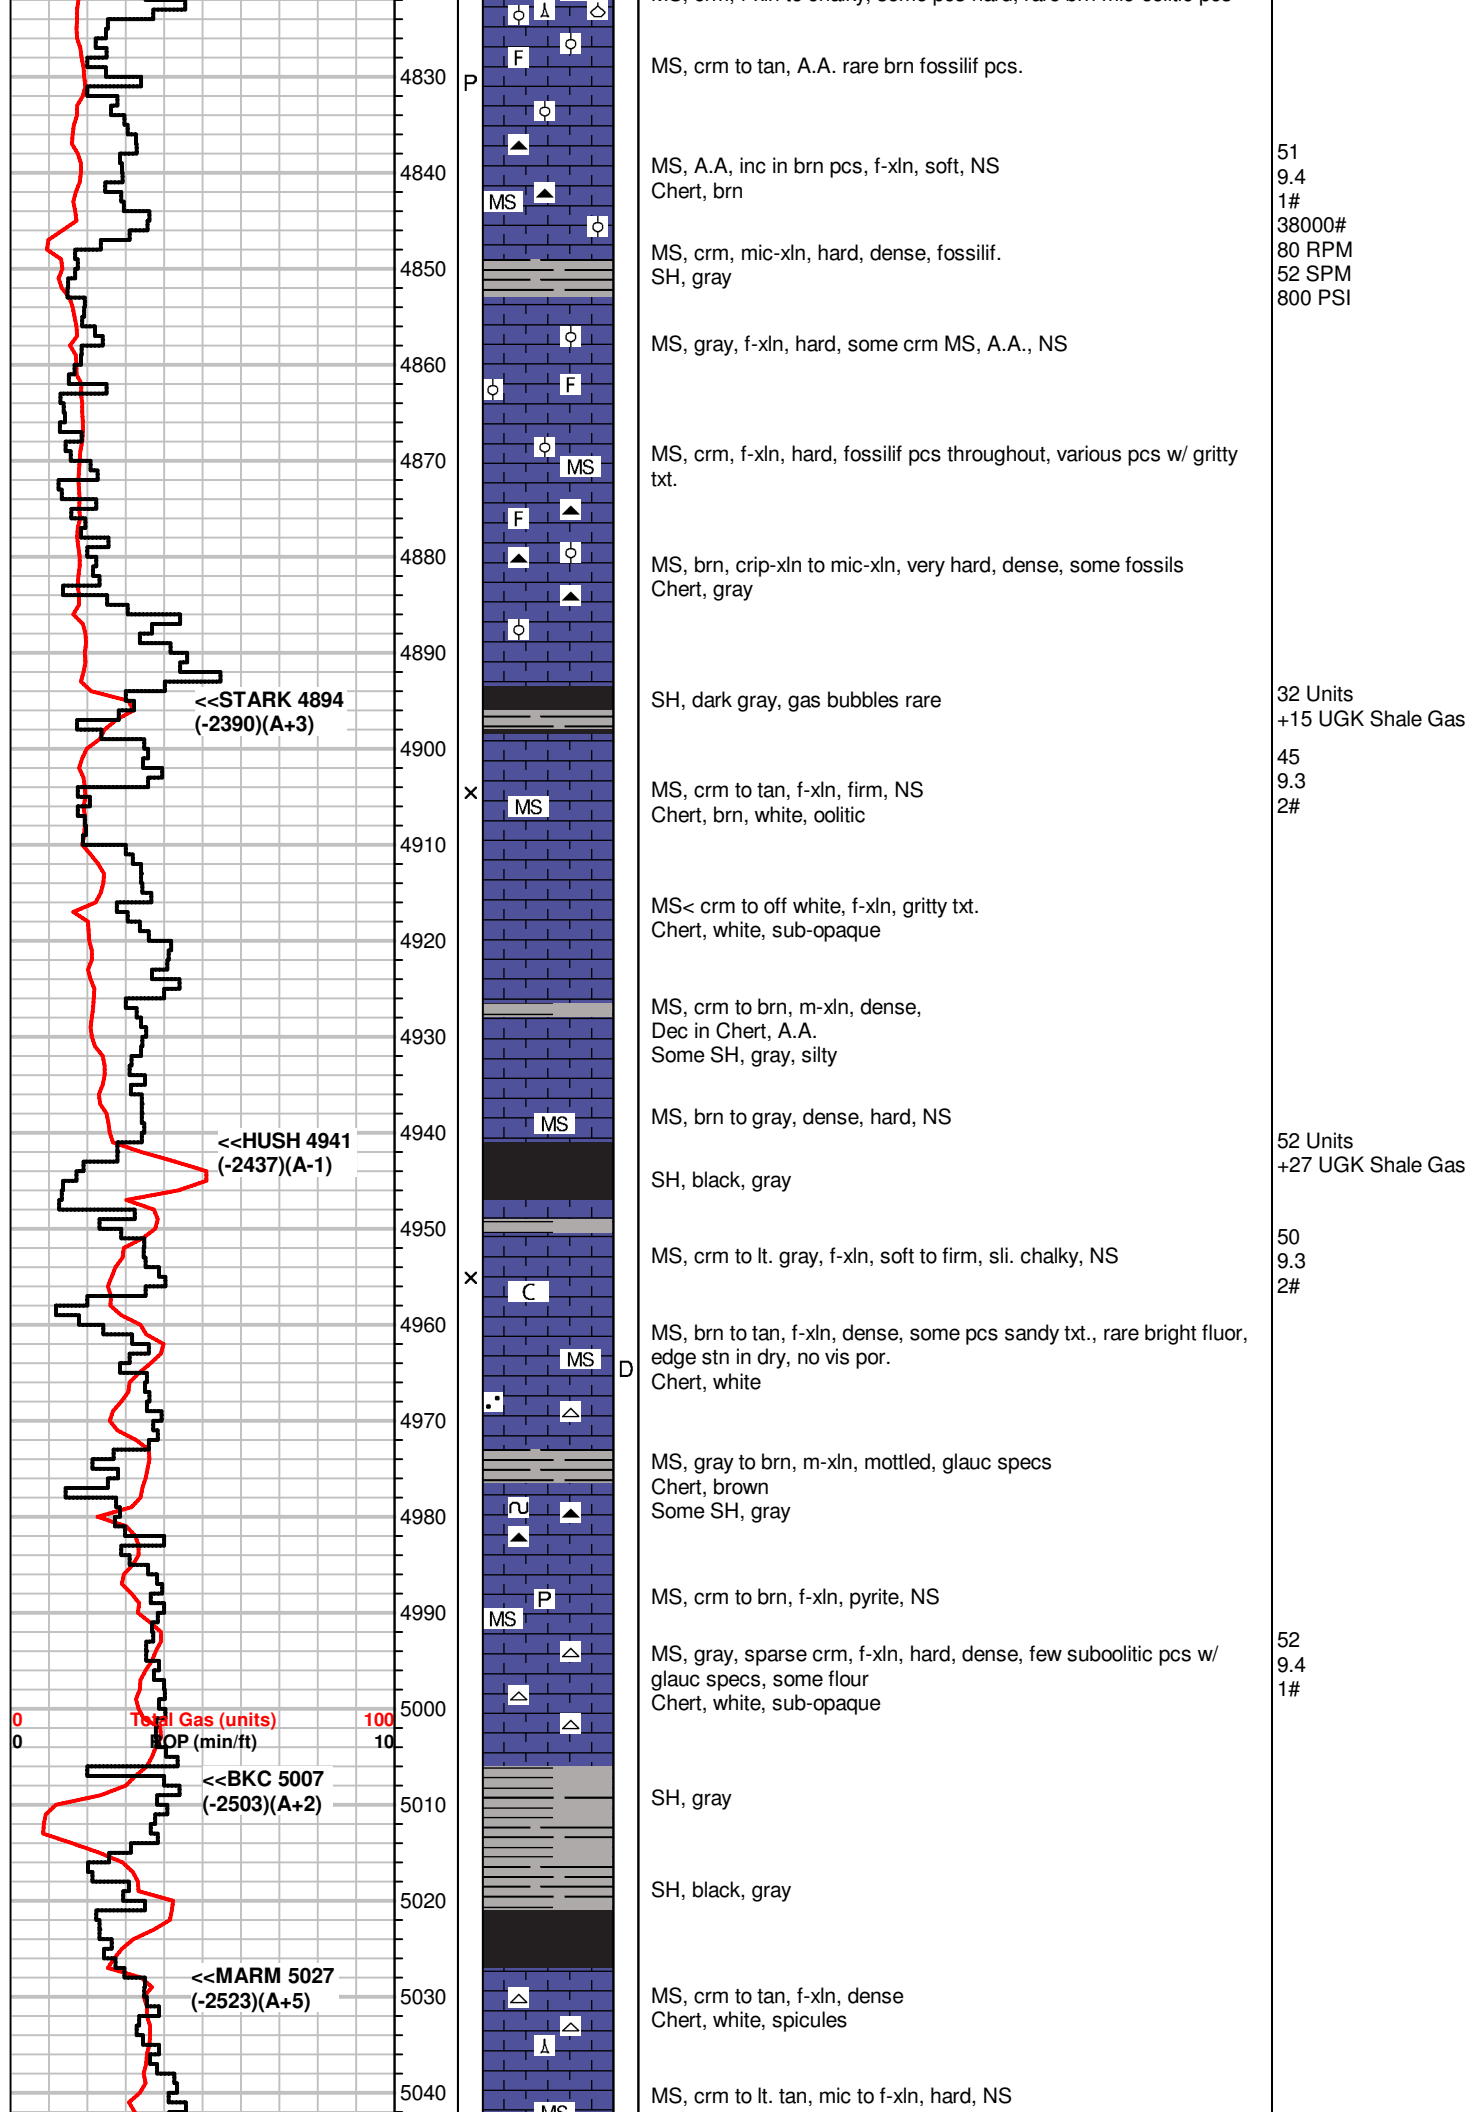 4830
P
F
MS, crm to tan, A.A. rare brn fossilif pcs.
4840
MS
MS, A.A, inc in brn pcs, f-xln, soft, NS
Chert, brn
51
9.4
1#
38000#
80 RPM
52 SPM
800 PSI
4850
MS, crm, mic-xln, hard, dense, fossilif.
SH, gray
4860
F
MS, gray, f-xln, hard, some crm MS, A.A., NS
4870
MS
MS, crm, f-xln, hard, fossilif pcs throughout, various pcs w/ gritty
txt.
F
4880
MS, brn, crip-xln to mic-xln, very hard, dense, some fossils
Chert, gray
4890
<<STARK 4894
(-2390)(A+3)
SH, dark gray, gas bubbles rare
32 Units
+15 UGK Shale Gas
4900
45
9.3
2#
×
MS
MS, crm to tan, f-xln, firm, NS
Chert, brn, white, oolitic
4910
MS< crm to off white, f-xln, gritty txt.
Chert, white, sub-opaque
4920
4930
MS, crm to brn, m-xln, dense,
Dec in Chert, A.A.
Some SH, gray, silty
4940
MS
MS, brn to gray, dense, hard, NS
<<HUSH 4941
(-2437)(A-1)
SH, black, gray
52 Units
+27 UGK Shale Gas
4950
MS, crm to lt. gray, f-xln, soft to firm, sli. chalky, NS
50
9.3
2#
×
C
4960
MS
D
MS, brn to tan, f-xln, dense, some pcs sandy txt., rare bright fluor,
edge stn in dry, no vis por.
Chert, white
4970
MS, gray to brn, m-xln, mottled, glauc specs
Chert, brown
Some SH, gray
4980
P
MS, crm to brn, f-xln, pyrite, NS
4990
MS
MS, gray, sparse crm, f-xln, hard, dense, few suboolitic pcs w/
glauc specs, some flour
Chert, white, sub-opaque
52
9.4
1#
5000
0 Total Gas (units) 100
0 ROP (min/ft) 10
<<BKC 5007
(-2503)(A+2)
5010
SH, gray
5020
SH, black, gray
<<MARM 5027
(-2523)(A+5)
5030
MS, crm to tan, f-xln, dense
Chert, white, spicules
5040
MS, crm to lt. tan, mic to f-xln, hard, NS
MS